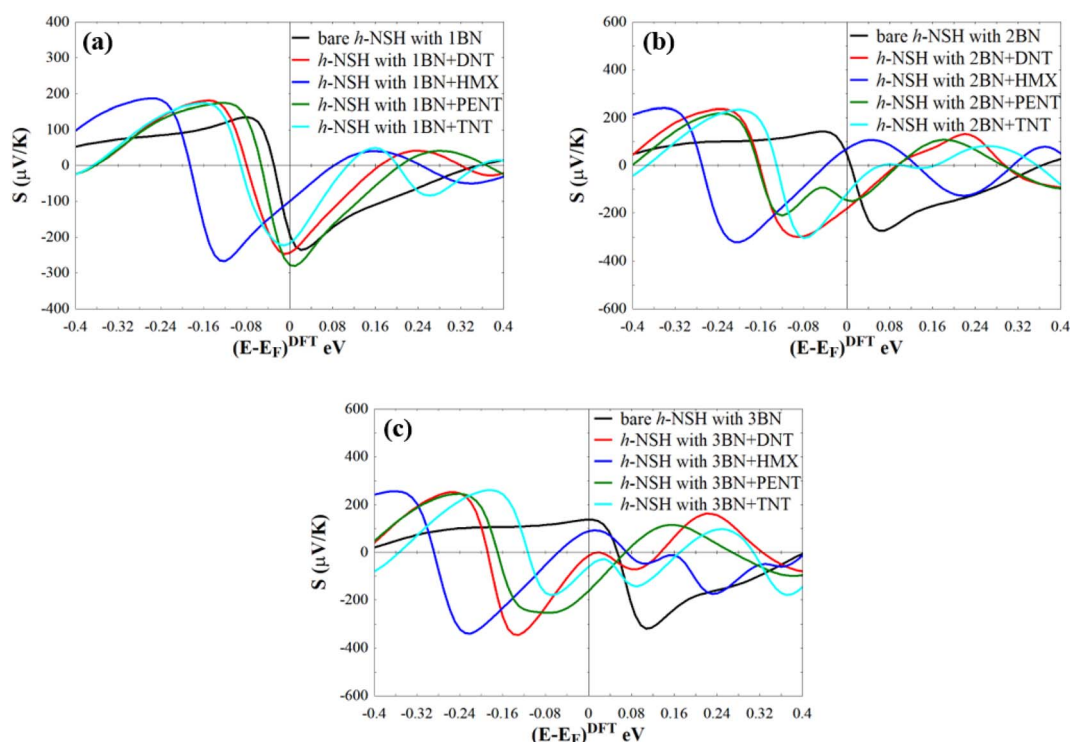 (a)
bare h-NSH with 1BN
h-NSH with 1BN+DNT
h-NSH with 1BN+HMX
h-NSH with 1BN+PENT
h-NSH with 1BN+TNT
400
300
200
100
0
-100
-200
-300
-400
S (μV/K)
-0.4 -0.32 -0.24 -0.16 -0.08 0 0.08 0.16 0.24 0.32 0.4
(E-E_F)^DFT eV
(b)
bare h-NSH with 2BN
h-NSH with 2BN+DNT
h-NSH with 2BN+HMX
h-NSH with 2BN+PENT
h-NSH with 2BN+TNT
600
400
200
0
-200
-400
-600
S (μV/K)
-0.4 -0.32 -0.24 -0.16 -0.08 0 0.08 0.16 0.24 0.32 0.4
(E-E_F)^DFT eV
(c)
bare h-NSH with 3BN
h-NSH with 3BN+DNT
h-NSH with 3BN+HMX
h-NSH with 3BN+PENT
h-NSH with 3BN+TNT
600
400
200
0
-200
-400
-600
S (μV/K)
-0.4 -0.32 -0.24 -0.16 -0.08 0 0.08 0.16 0.24 0.32 0.4
(E-E_F)^DFT eV